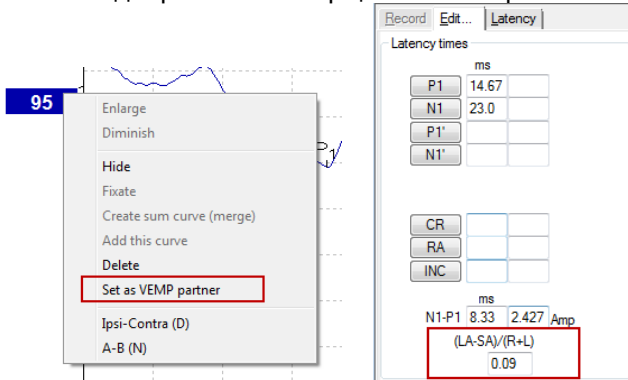 95
Enlarge
Diminish
Hide
Fixate
Create sum curve (merge)
Add this curve
Delete
Set as VEMP partner
Ipsi-Contra (D)
A-B (N)
P1
Record Edit... Latency
Latency times
ms
P1 14.67
N1 23.0
P1'
N1'
CR
RA
INC
ms
N1-P1 8.33 2.427 Amp
(LA-SA)/(R+L)
0.09